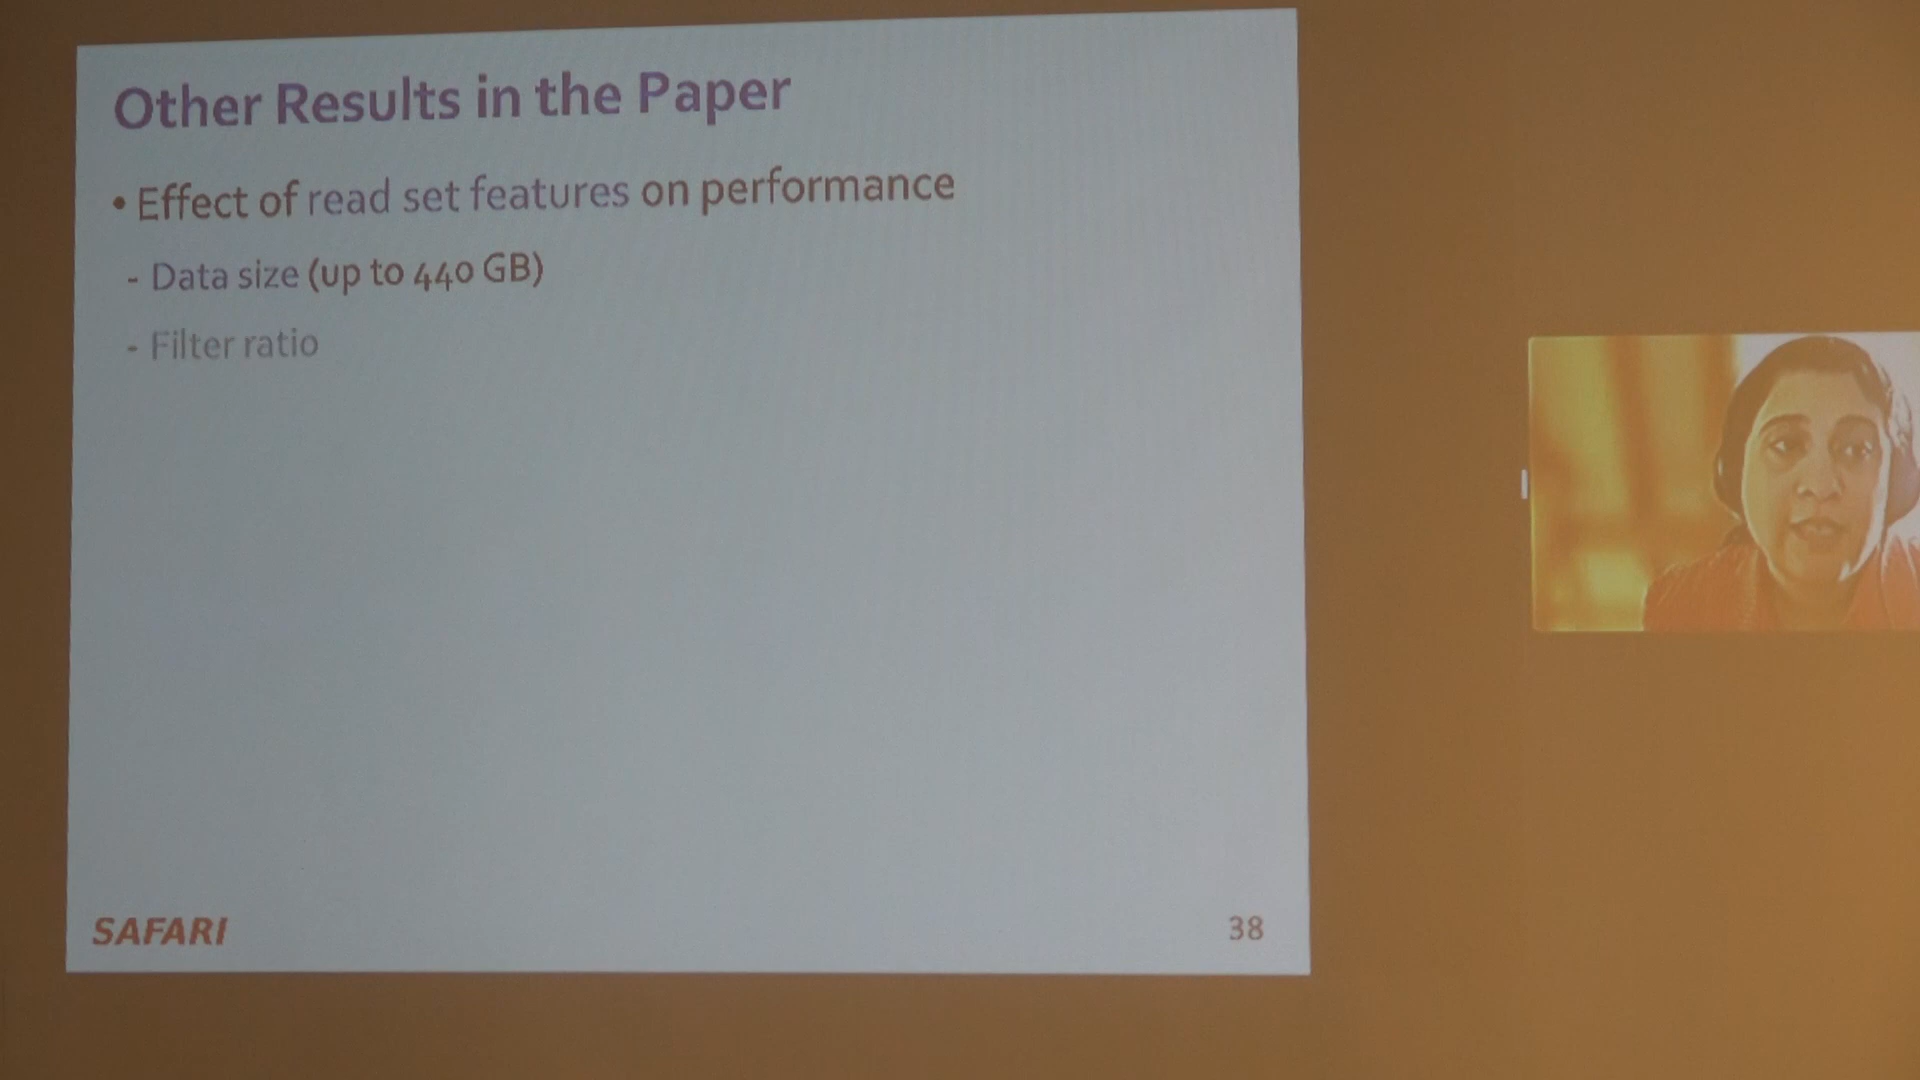 Other Results in the Paper
• Effect of read set features on performance
- Data size (up to 440 GB)
- Filter ratio
SAFARI
38